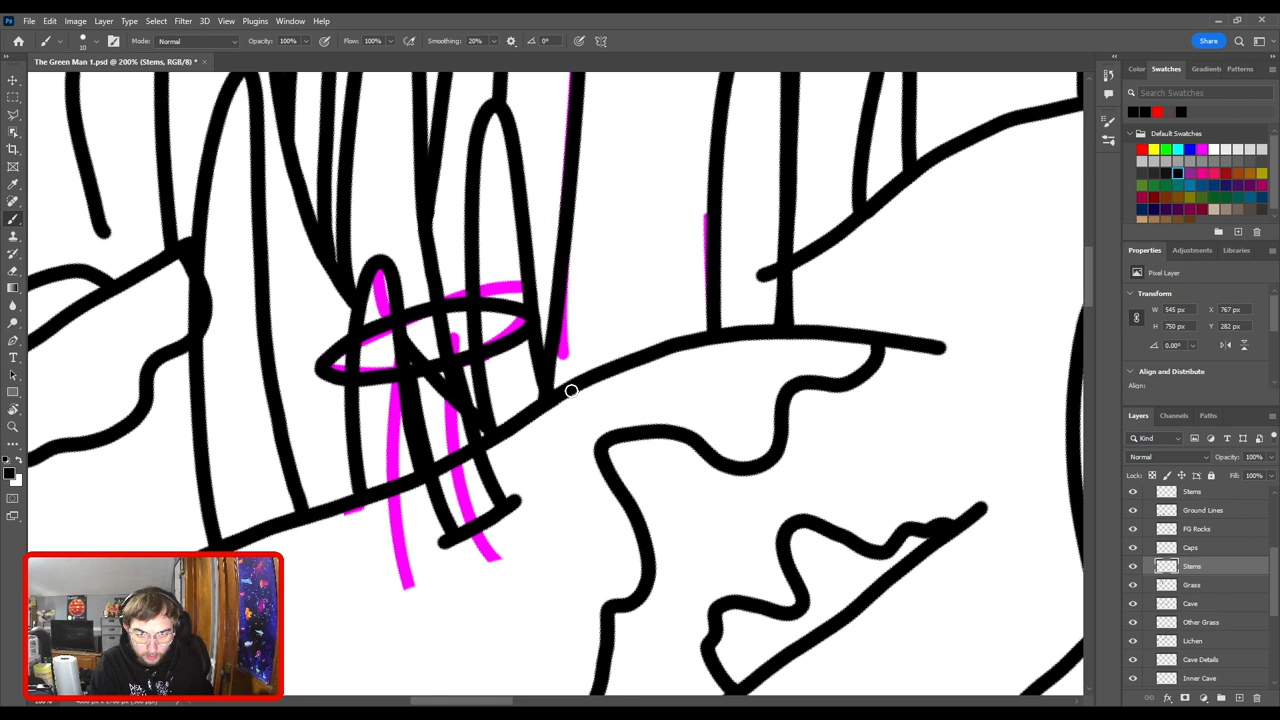 Ps File Edit Image Layer Type Select Filter 3D View Plugins Window Help
10 Mode: Normal Opacity: 100% Flow: 100% Smoothing: 20% 0° Share
The Green Man 1.psd @ 200% (Stems, RGB/8) *
Color Swatches Gradients Patterns
Search Swatches
Default Swatches
Properties Adjustments Libraries
Pixel Layer
Transform
W 545 px X 767 px
H 750 px Y 282 px
0.00°
Align and Distribute
Align:
Layers Channels Paths
Kind
Normal Opacity: 100%
Lock: Fill: 100%
Stems
Ground Lines
FG Rocks
Caps
Stems
Grass
Cave
Other Grass
Lichen
Cave Details
Inner Cave